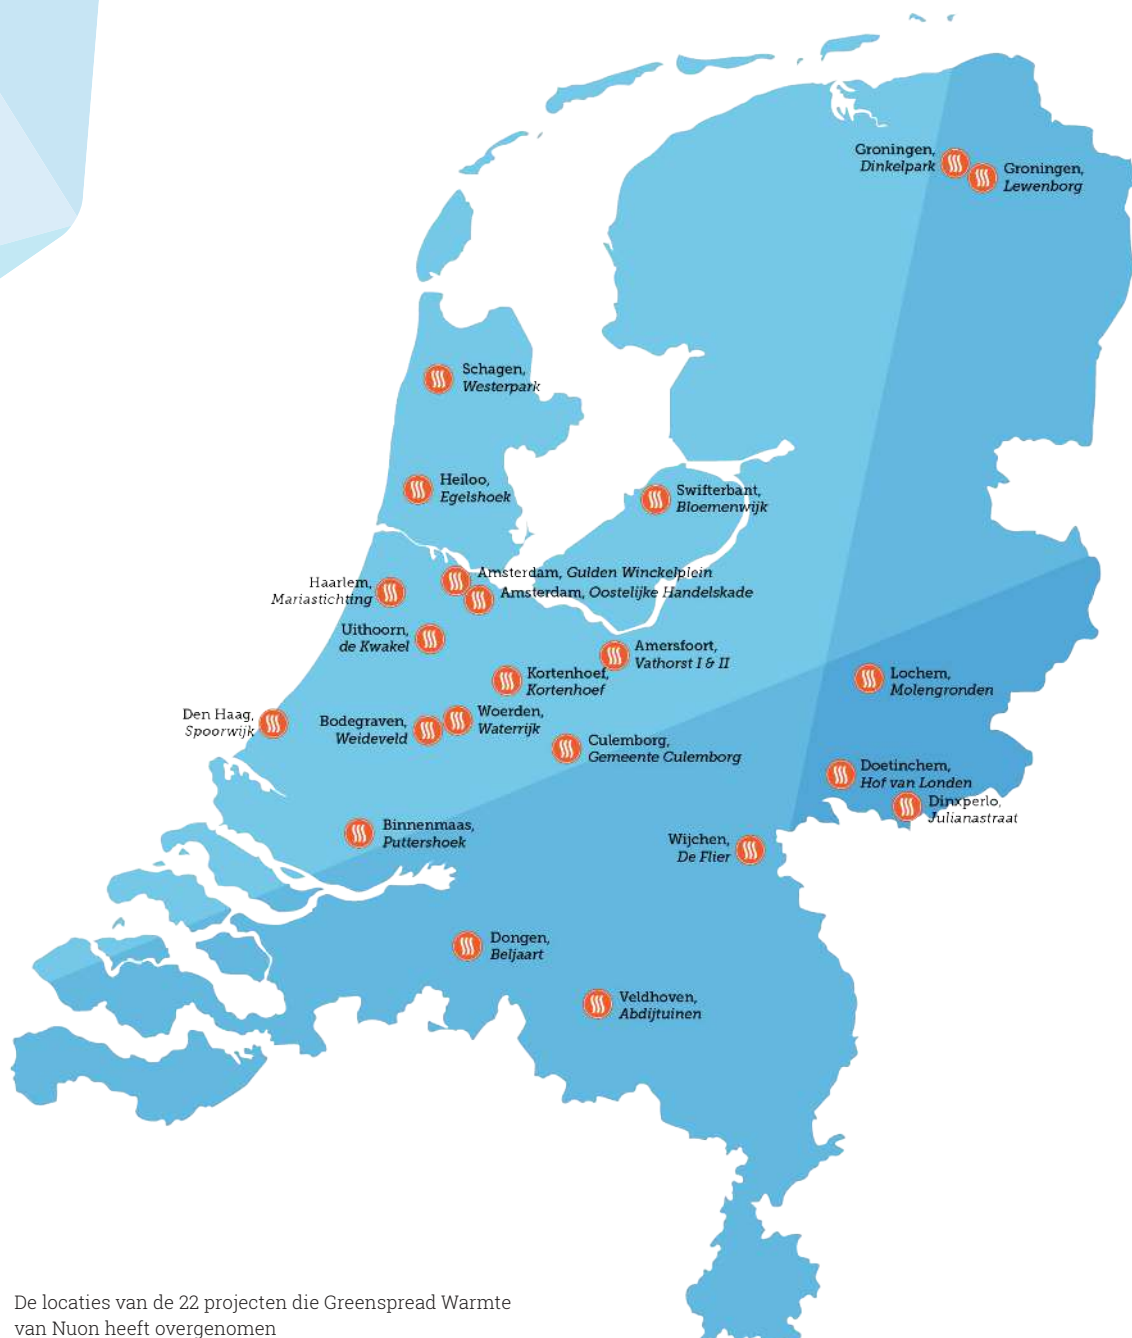 Groningen,
Dinkelpark
Groningen,
Lewenborg
Schagen,
Westerpark
Heiloo,
Egelshoek
Swifterbant,
Bloemenwijk
Amsterdam, Gulden Winckelplein
Amsterdam, Oostelijke Handelskade
Haarlem,
Mariastichting
Uithoorn,
de Kwakel
Amersfoort,
Vathorst I & II
Kortenhoef,
Kortenhoef
Lochem,
Molengronden
Den Haag,
Spoorwijk
Bodegraven,
Weideveld
Woerden,
Waterrijk
Culemborg,
Gemeente Culemborg
Doetinchem,
Hof van Londen
Dinxperlo,
Julianastraat
Binnenmaas,
Puttershoek
Wijchen,
De Flier
Dongen,
Beljaart
Veldhoven,
Abdijtuinen
De locaties van de 22 projecten die Greenspread Warmte
van Nuon heeft overgenomen